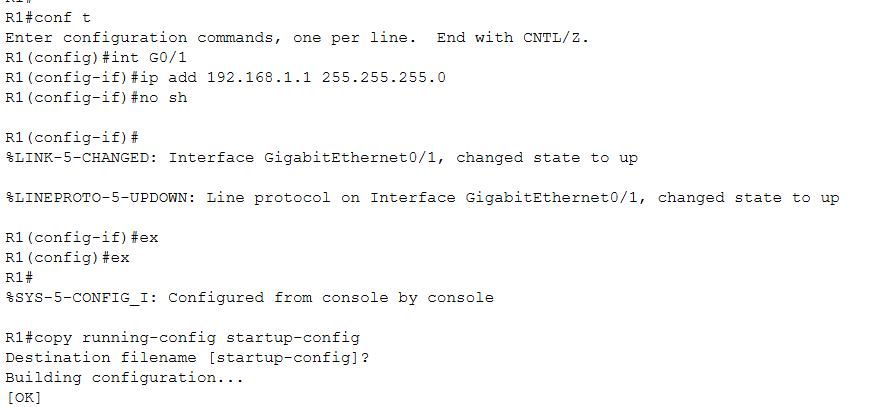 R1#conf t
Enter configuration commands, one per line.  End with CNTL/Z.
R1(config)#int G0/1
R1(config-if)#ip add 192.168.1.1 255.255.255.0
R1(config-if)#no sh
R1(config-if)#
%LINK-5-CHANGED: Interface GigabitEthernet0/1, changed state to up
%LINEPROTO-5-UPDOWN: Line protocol on Interface GigabitEthernet0/1, changed state to up
R1(config-if)#ex
R1(config)#ex
R1#
%SYS-5-CONFIG_I: Configured from console by console
R1#copy running-config startup-config
Destination filename [startup-config]?
Building configuration...
[OK]